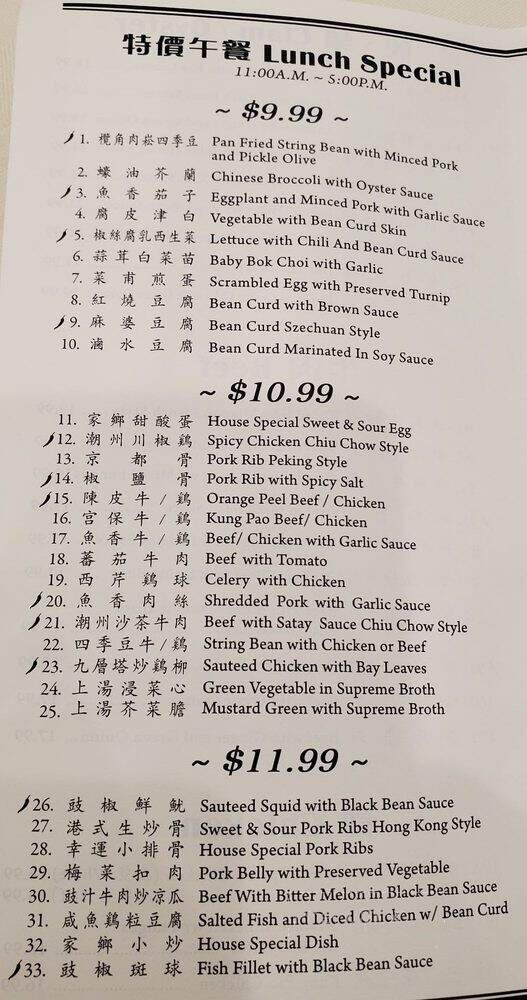 特價午餐 Lunch Special
11:00A.M. ~ 5:00P.M.
~ $9.99 ~
1. 欖角肉崧四季豆 Pan Fried String Bean with Minced Pork
and Pickle Olive
2. 蠔油芥蘭 Chinese Broccoli with Oyster Sauce
3. 魚香茄子 Eggplant and Minced Pork with Garlic Sauce
4. 腐皮津白 Vegetable with Bean Curd Skin
5. 椒絲腐乳西生菜 Lettuce with Chili And Bean Curd Sauce
6. 蒜茸白菜苗 Baby Bok Choi with Garlic
7. 菜甫煎蛋 Scrambled Egg with Preserved Turnip
8. 紅燒豆腐 Bean Curd with Brown Sauce
9. 麻婆豆腐 Bean Curd Szechuan Style
10. 滷水豆腐 Bean Curd Marinated In Soy Sauce
~ $10.99 ~
11. 家鄉甜酸蛋 House Special Sweet & Sour Egg
12. 潮州川椒鷄 Spicy Chicken Chiu Chow Style
13. 京都骨 Pork Rib Peking Style
14. 椒鹽骨 Pork Rib with Spicy Salt
15. 陳皮牛/鷄 Orange Peel Beef / Chicken
16. 宮保牛/鷄 Kung Pao Beef/ Chicken
17. 魚香牛/鷄 Beef/ Chicken with Garlic Sauce
18. 蕃茄牛肉 Beef with Tomato
19. 西芹鷄球 Celery with Chicken
20. 魚香肉絲 Shredded Pork with Garlic Sauce
21. 潮州沙茶牛肉 Beef with Satay Sauce Chiu Chow Style
22. 四季豆牛/鷄 String Bean with Chicken or Beef
23. 九層塔炒鷄柳 Sauteed Chicken with Bay Leaves
24. 上湯浸菜心 Green Vegetable in Supreme Broth
25. 上湯芥菜膽 Mustard Green with Supreme Broth
~ $11.99 ~
26. 豉椒鮮魷 Sauteed Squid with Black Bean Sauce
27. 港式生炒骨 Sweet & Sour Pork Ribs Hong Kong Style
28. 幸運小排骨 House Special Pork Ribs
29. 梅菜扣肉 Pork Belly with Preserved Vegetable
30. 豉汁牛肉炒凉瓜 Beef With Bitter Melon in Black Bean Sauce
31. 咸魚鷄粒豆腐 Salted Fish and Diced Chicken w/ Bean Curd
32. 家鄉小炒 House Special Dish
33. 豉椒斑球 Fish Fillet with Black Bean Sauce